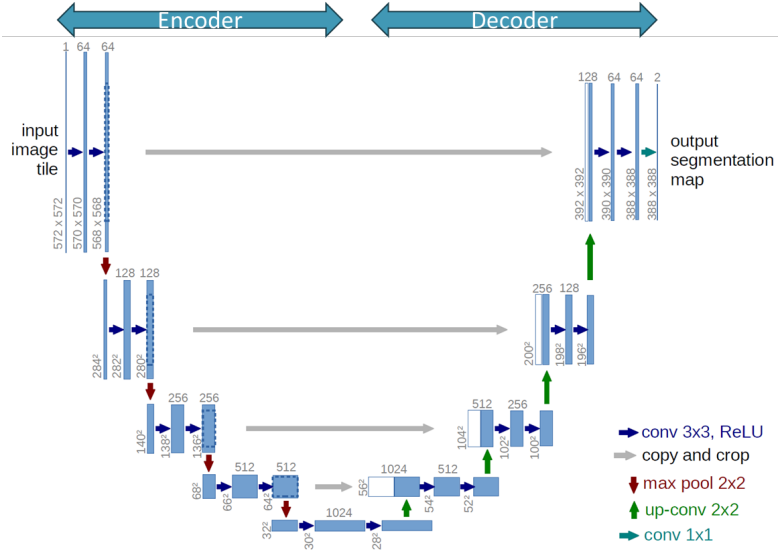 Encoder
Decoder
1 64 64
input
image
tile
572 x 572
570 x 570
568 x 568
128 64 64 2
output
segmentation
map
392 x 392
390 x 390
388 x 388
388 x 388
128 128
284²
282²
280²
256 128
200²
198²
196²
256 256
140²
138²
136²
512 256
104²
102²
100²
512 512
68²
66²
64²
1024 512
56²
54²
52²
1024
32²
30²
28²
conv 3x3, ReLU
copy and crop
max pool 2x2
up-conv 2x2
conv 1x1